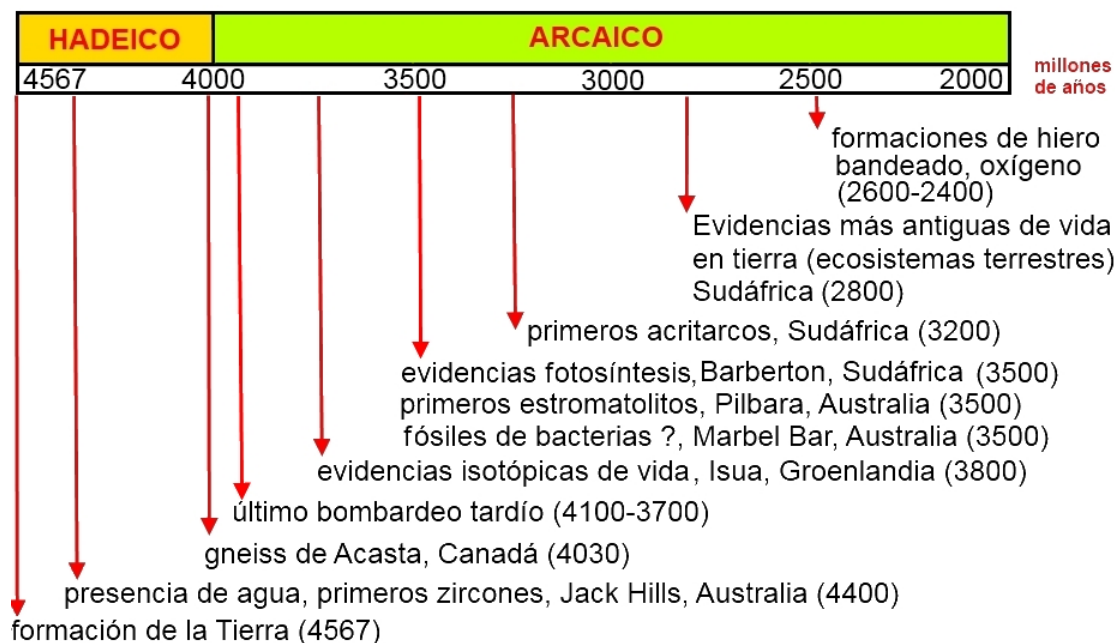 HADEICO ARCAICO
4567 4000 3500 3000 2500 2000 millones
de años
formaciones de hiero
bandeado, oxígeno
(2600-2400)
Evidencias más antiguas de vida
en tierra (ecosistemas terrestres)
Sudáfrica (2800)
primeros acritarcos, Sudáfrica (3200)
evidencias fotosíntesis, Barberton, Sudáfrica (3500)
primeros estromatolitos, Pilbara, Australia (3500)
fósiles de bacterias ?, Marbel Bar, Australia (3500)
evidencias isotópicas de vida, Isua, Groenlandia (3800)
último bombardeo tardío (4100-3700)
gneiss de Acasta, Canadá (4030)
presencia de agua, primeros zircones, Jack Hills, Australia (4400)
formación de la Tierra (4567)